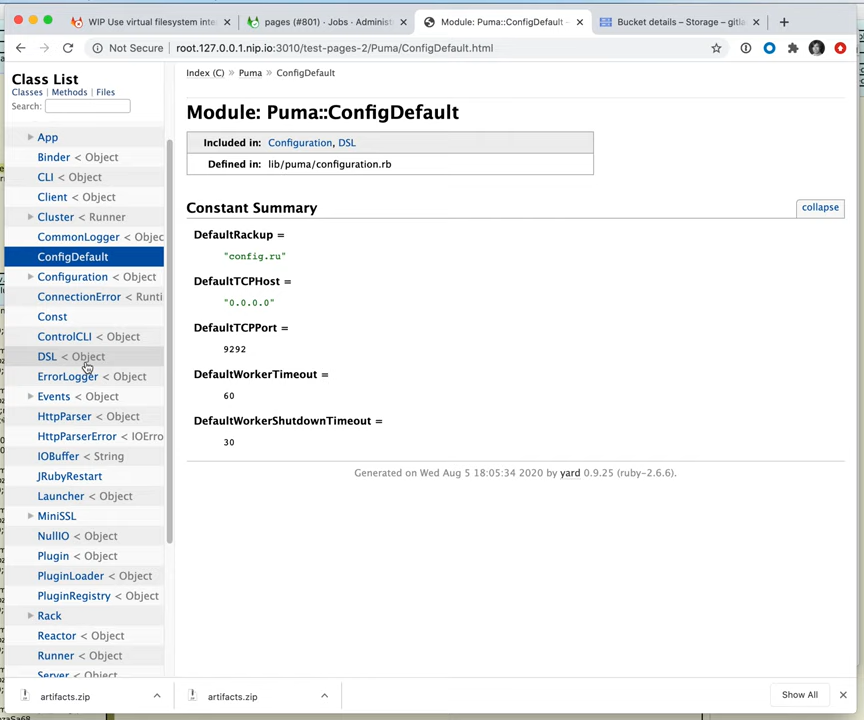 WIP Use virtual filesystem inte
pages (#801) · Jobs · Administ
Module: Puma::ConfigDefault –
Bucket details – Storage – gitla
Not Secure root.127.0.0.1.nip.io:3010/test-pages-2/Puma/ConfigDefault.html
Class List
Classes Methods Files
Search:
App
Binder < Object
CLI < Object
Client < Object
Cluster < Runner
CommonLogger < Objec
ConfigDefault
Configuration < Object
ConnectionError < Runti
Const
ControlCLI < Object
DSL < Object
ErrorLogger < Object
Events < Object
HttpParser < Object
HttpParserError < IOErro
IOBuffer < String
JRubyRestart
Launcher < Object
MiniSSL
NullIO < Object
Plugin < Object
PluginLoader < Object
PluginRegistry < Object
Rack
Reactor < Object
Runner < Object
Server < Object
Index (C) » Puma » ConfigDefault
Module: Puma::ConfigDefault
Included in: Configuration, DSL
Defined in: lib/puma/configuration.rb
Constant Summary
collapse
DefaultRackup =
"config.ru"
DefaultTCPHost =
"0.0.0.0"
DefaultTCPPort =
9292
DefaultWorkerTimeout =
60
DefaultWorkerShutdownTimeout =
30
Generated on Wed Aug 5 18:05:34 2020 by yard 0.9.25 (ruby-2.6.6).
artifacts.zip
artifacts.zip
Show All